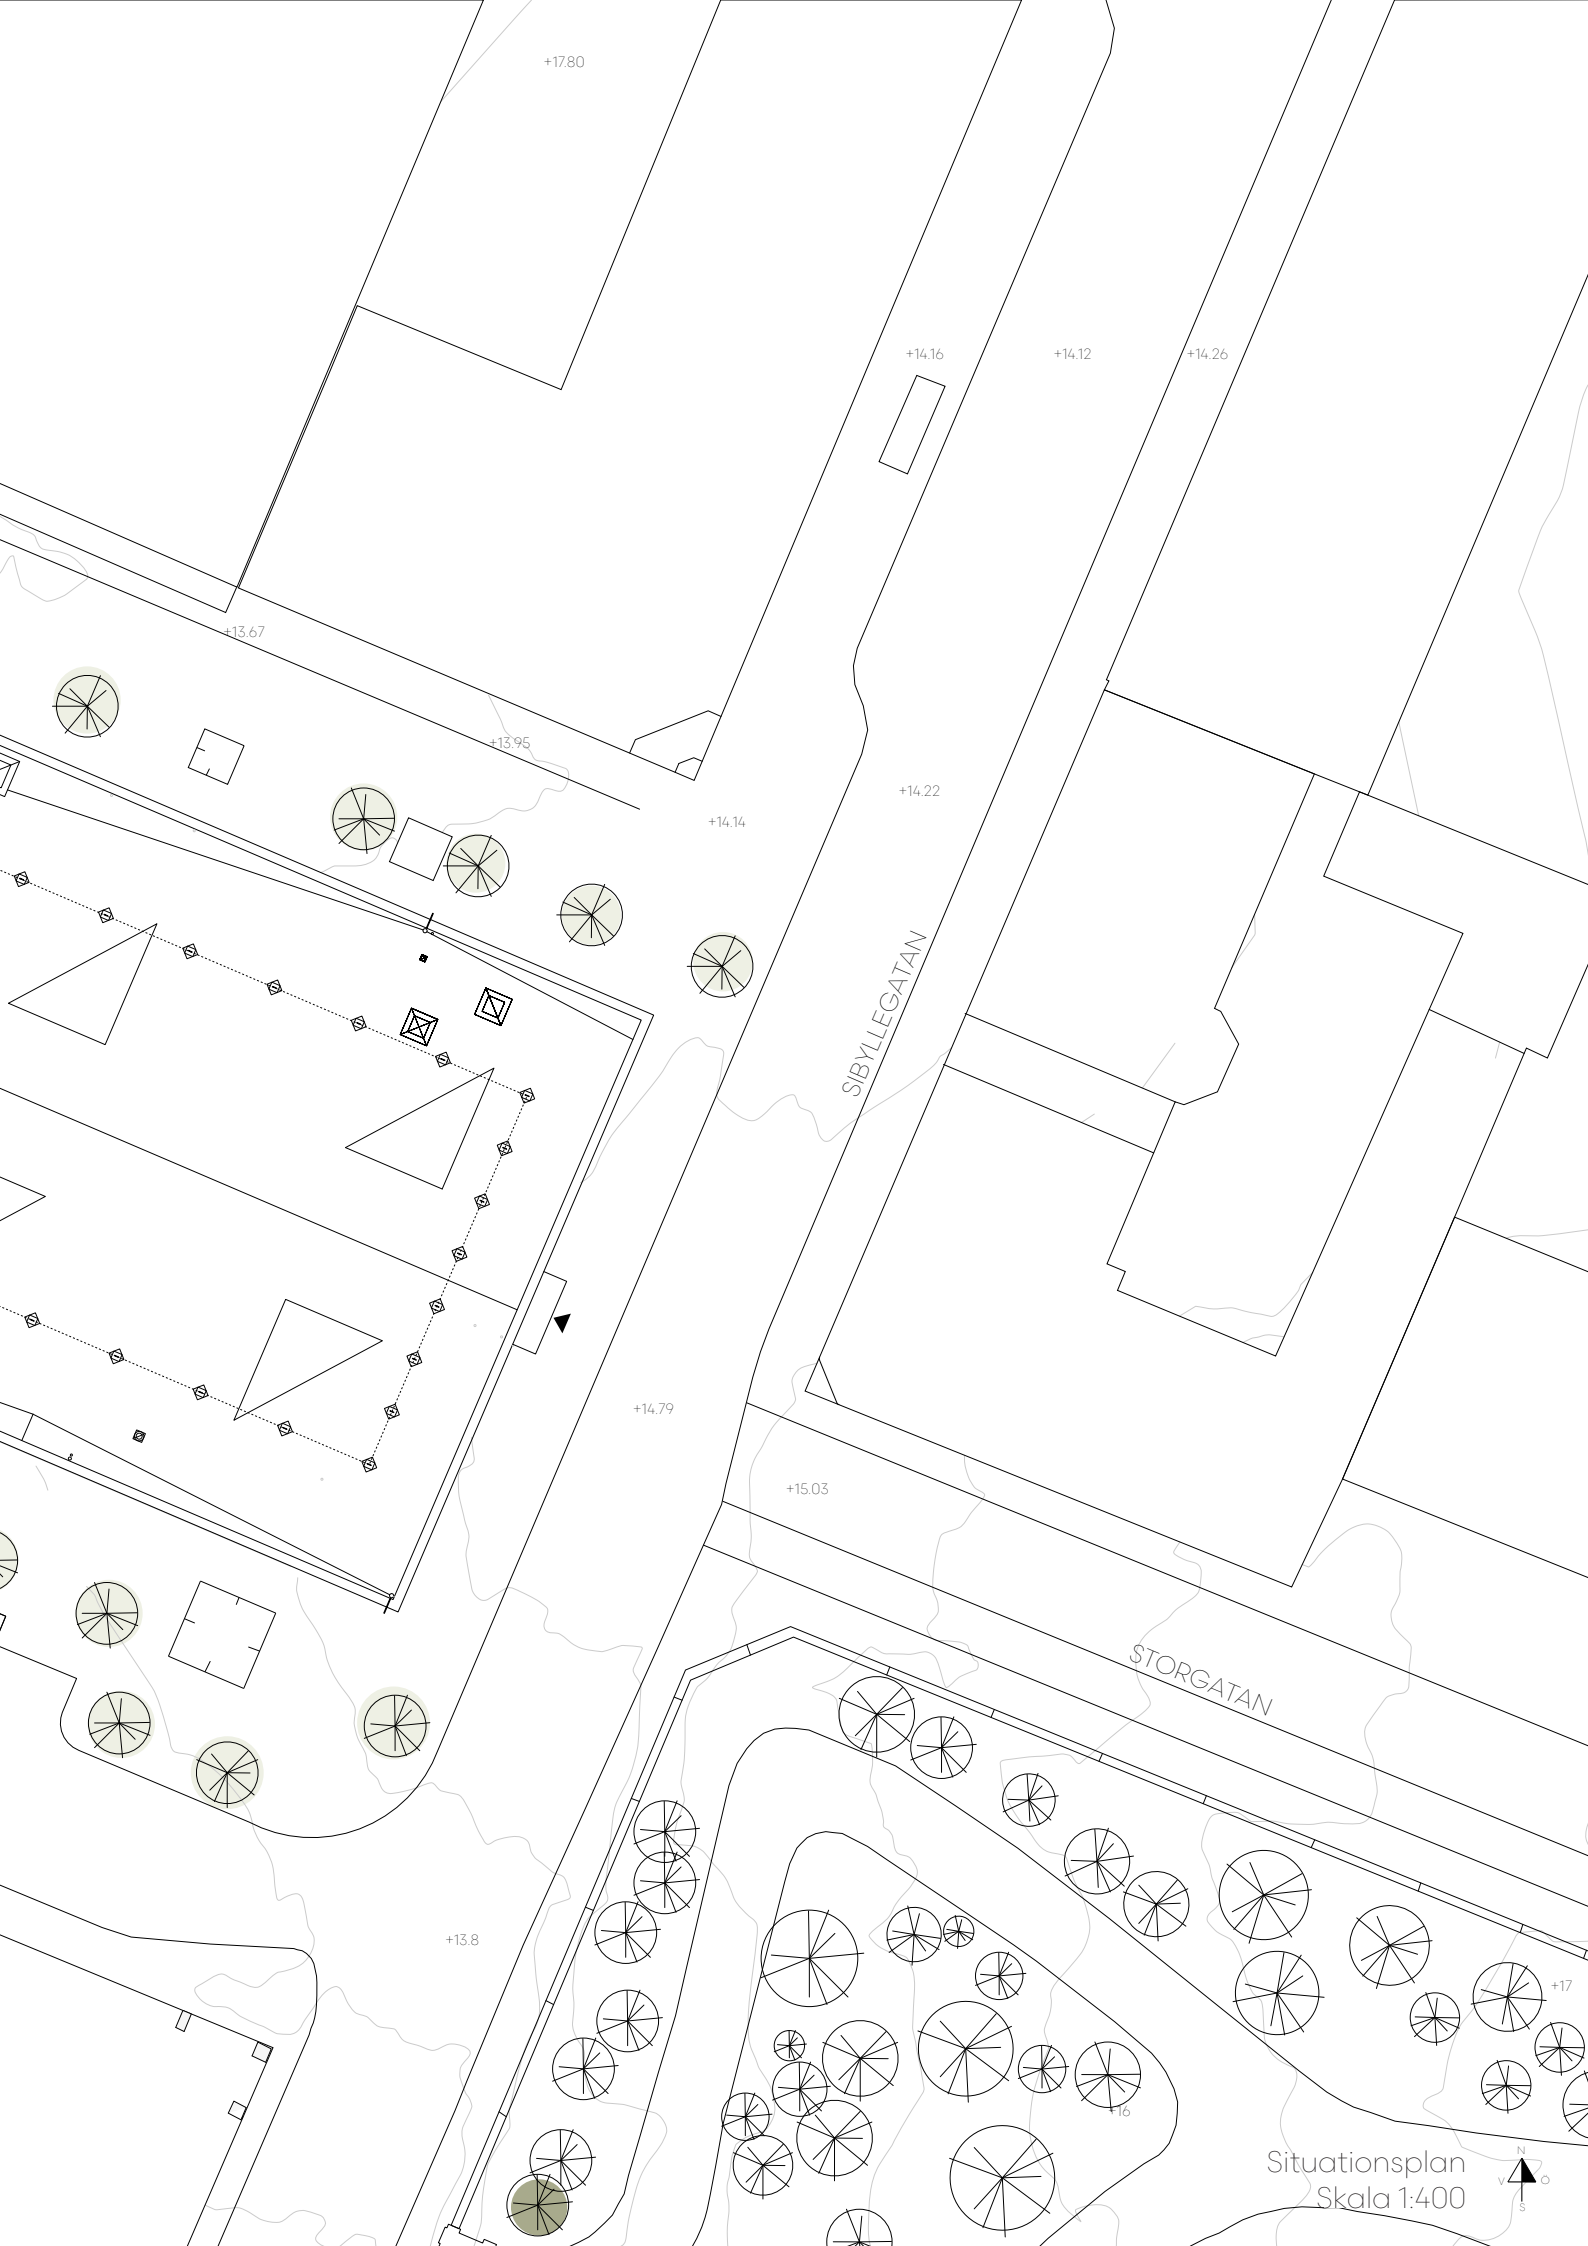 +17.80
+14.16
+14.12
+14.26
+13.67
+13.95
+14.22
+14.14
SIBYLLEGATAN
+14.79
+15.03
STORGATAN
+13.8
+17
+16
Situationsplan
Skala 1:400
N
V
Ö
S